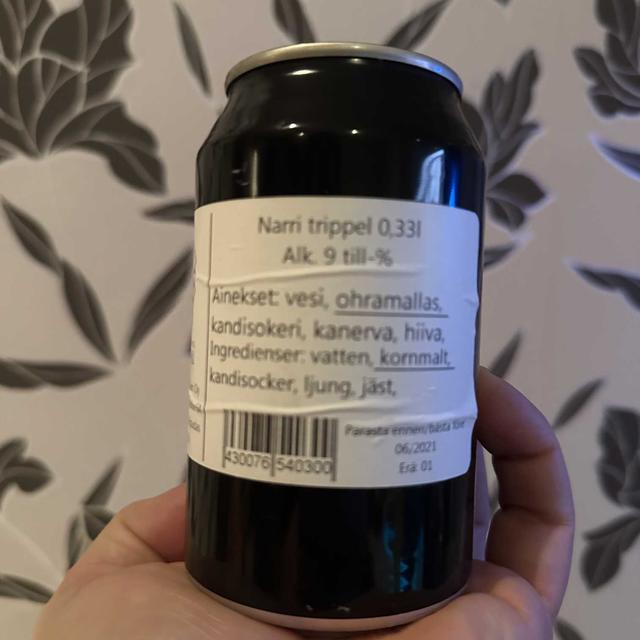 Narri trippel 0,33l
Alk. 9 till-%
Ainekset: vesi, ohramallas,
kandisokeri, kanerva, hiiva,
Ingredienser: vatten, kornmalt,
kandisocker, ljung, jäst,
Parasta ennen/bästa före
06/2021
Erä: 01
430076 540300